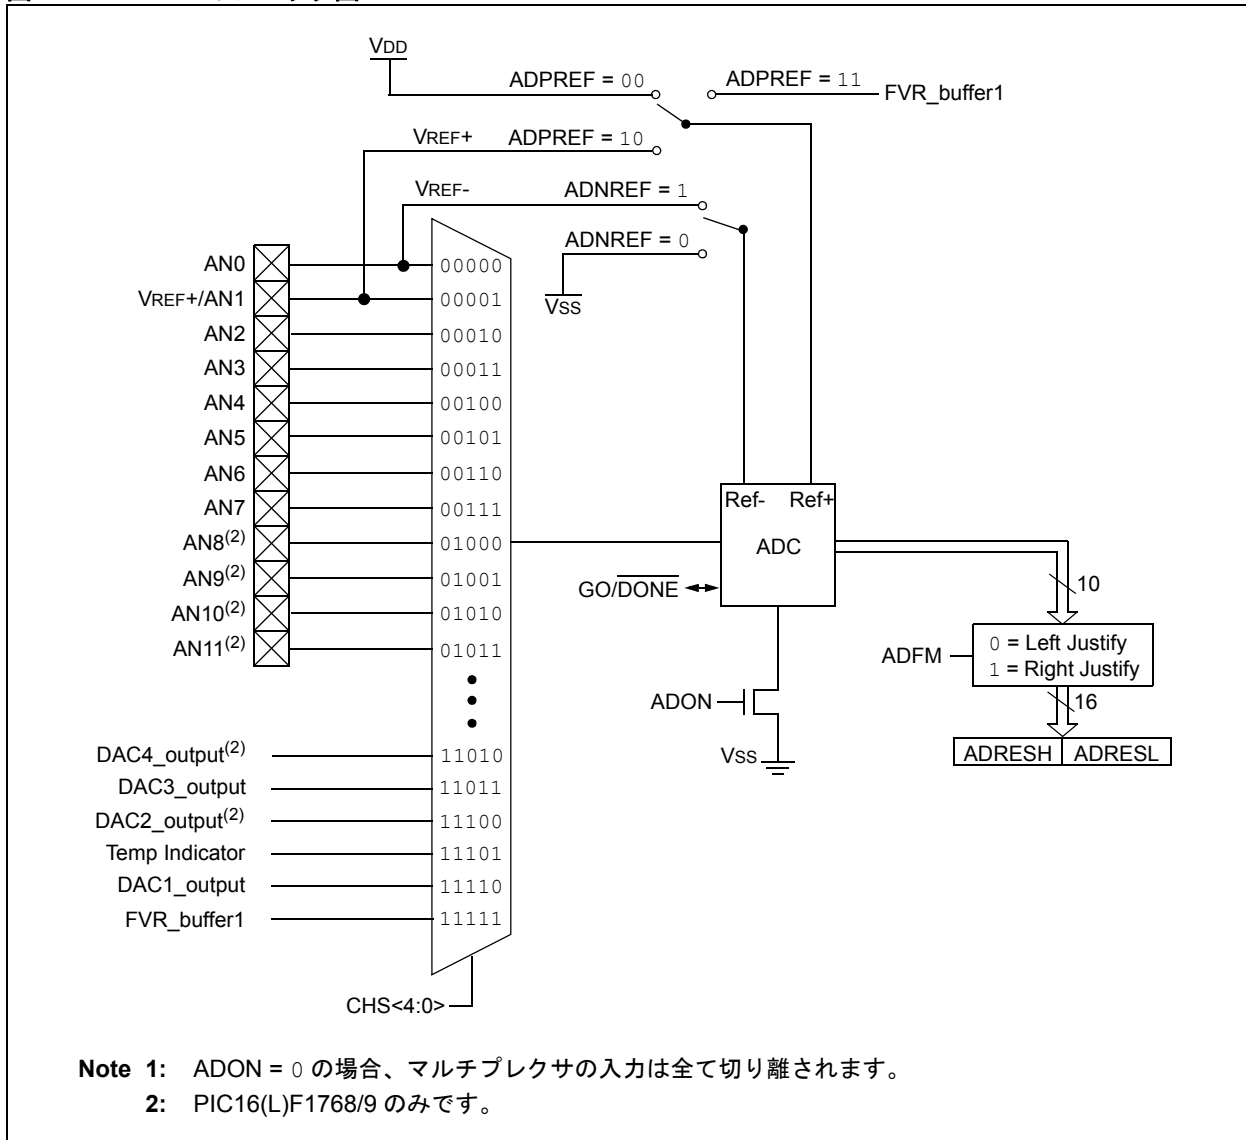 VDD
ADPREF = 00
ADPREF = 11
FVR_buffer1
VREF+
ADPREF = 10
VREF-
ADNREF = 1
ADNREF = 0
VSS
AN0
00000
VREF+/AN1
00001
AN2
00010
AN3
00011
AN4
00100
AN5
00101
AN6
00110
AN7
00111
AN8(2)
01000
AN9(2)
01001
AN10(2)
01010
AN11(2)
01011
Ref- Ref+
ADC
GO/DONE
10
ADFM
0 = Left Justify
1 = Right Justify
16
ADRESH ADRESL
ADON
VSS
DAC4_output(2)
11010
DAC3_output
11011
DAC2_output(2)
11100
Temp Indicator
11101
DAC1_output
11110
FVR_buffer1
11111
CHS<4:0>
Note 1: ADON = 0 の場合、マルチプレクサの入力は全て切り離されます。
2: PIC16(L)F1768/9 のみです。